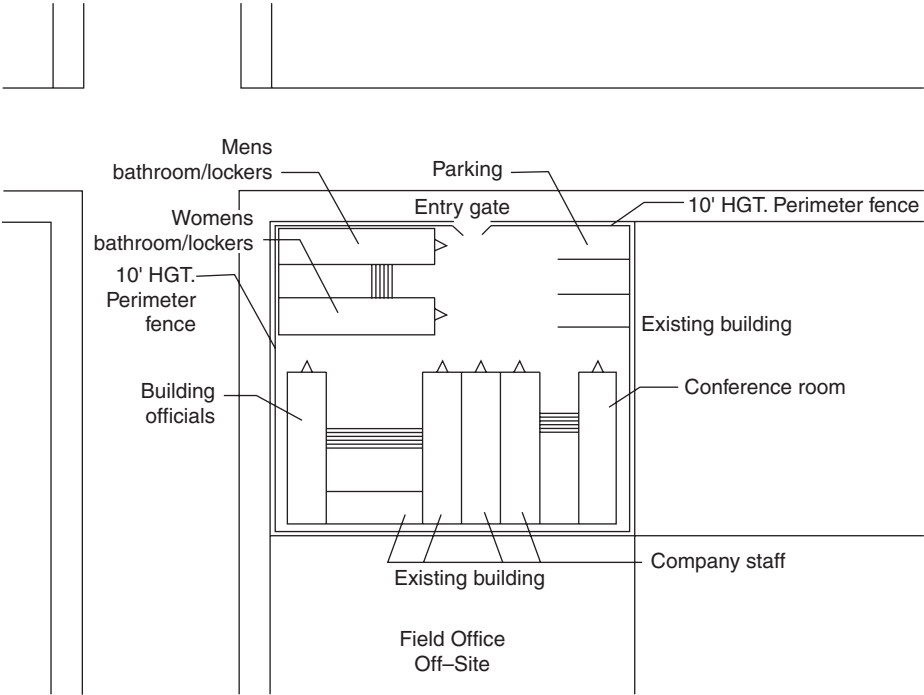 Mens
bathroom/lockers
Parking
Womens
bathroom/lockers
Entry gate
10' HGT. Perimeter fence
10' HGT.
Perimeter
fence
Existing building
Building
officials
Conference room
Company staff
Existing building
Field Office
Off–Site